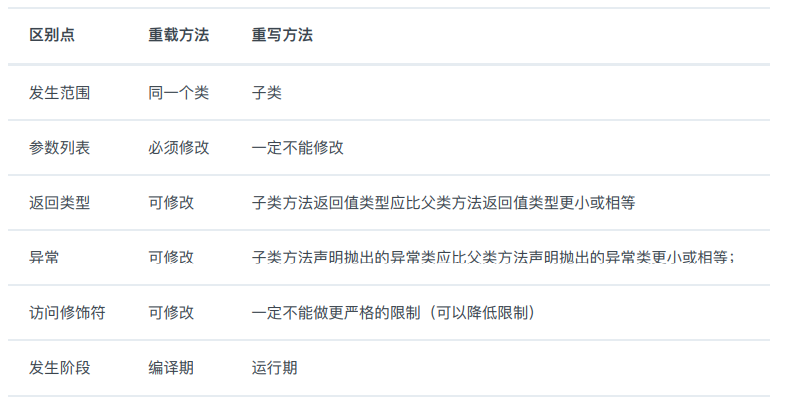 区别点 重载方法 重写方法
发生范围 同一个类 子类
参数列表 必须修改 一定不能修改
返回类型 可修改 子类方法返回值类型应比父类方法返回值类型更小或相等
异常 可修改 子类方法声明抛出的异常类应比父类方法声明抛出的异常类更小或相等；
访问修饰符 可修改 一定不能做更严格的限制（可以降低限制）
发生阶段 编译期 运行期